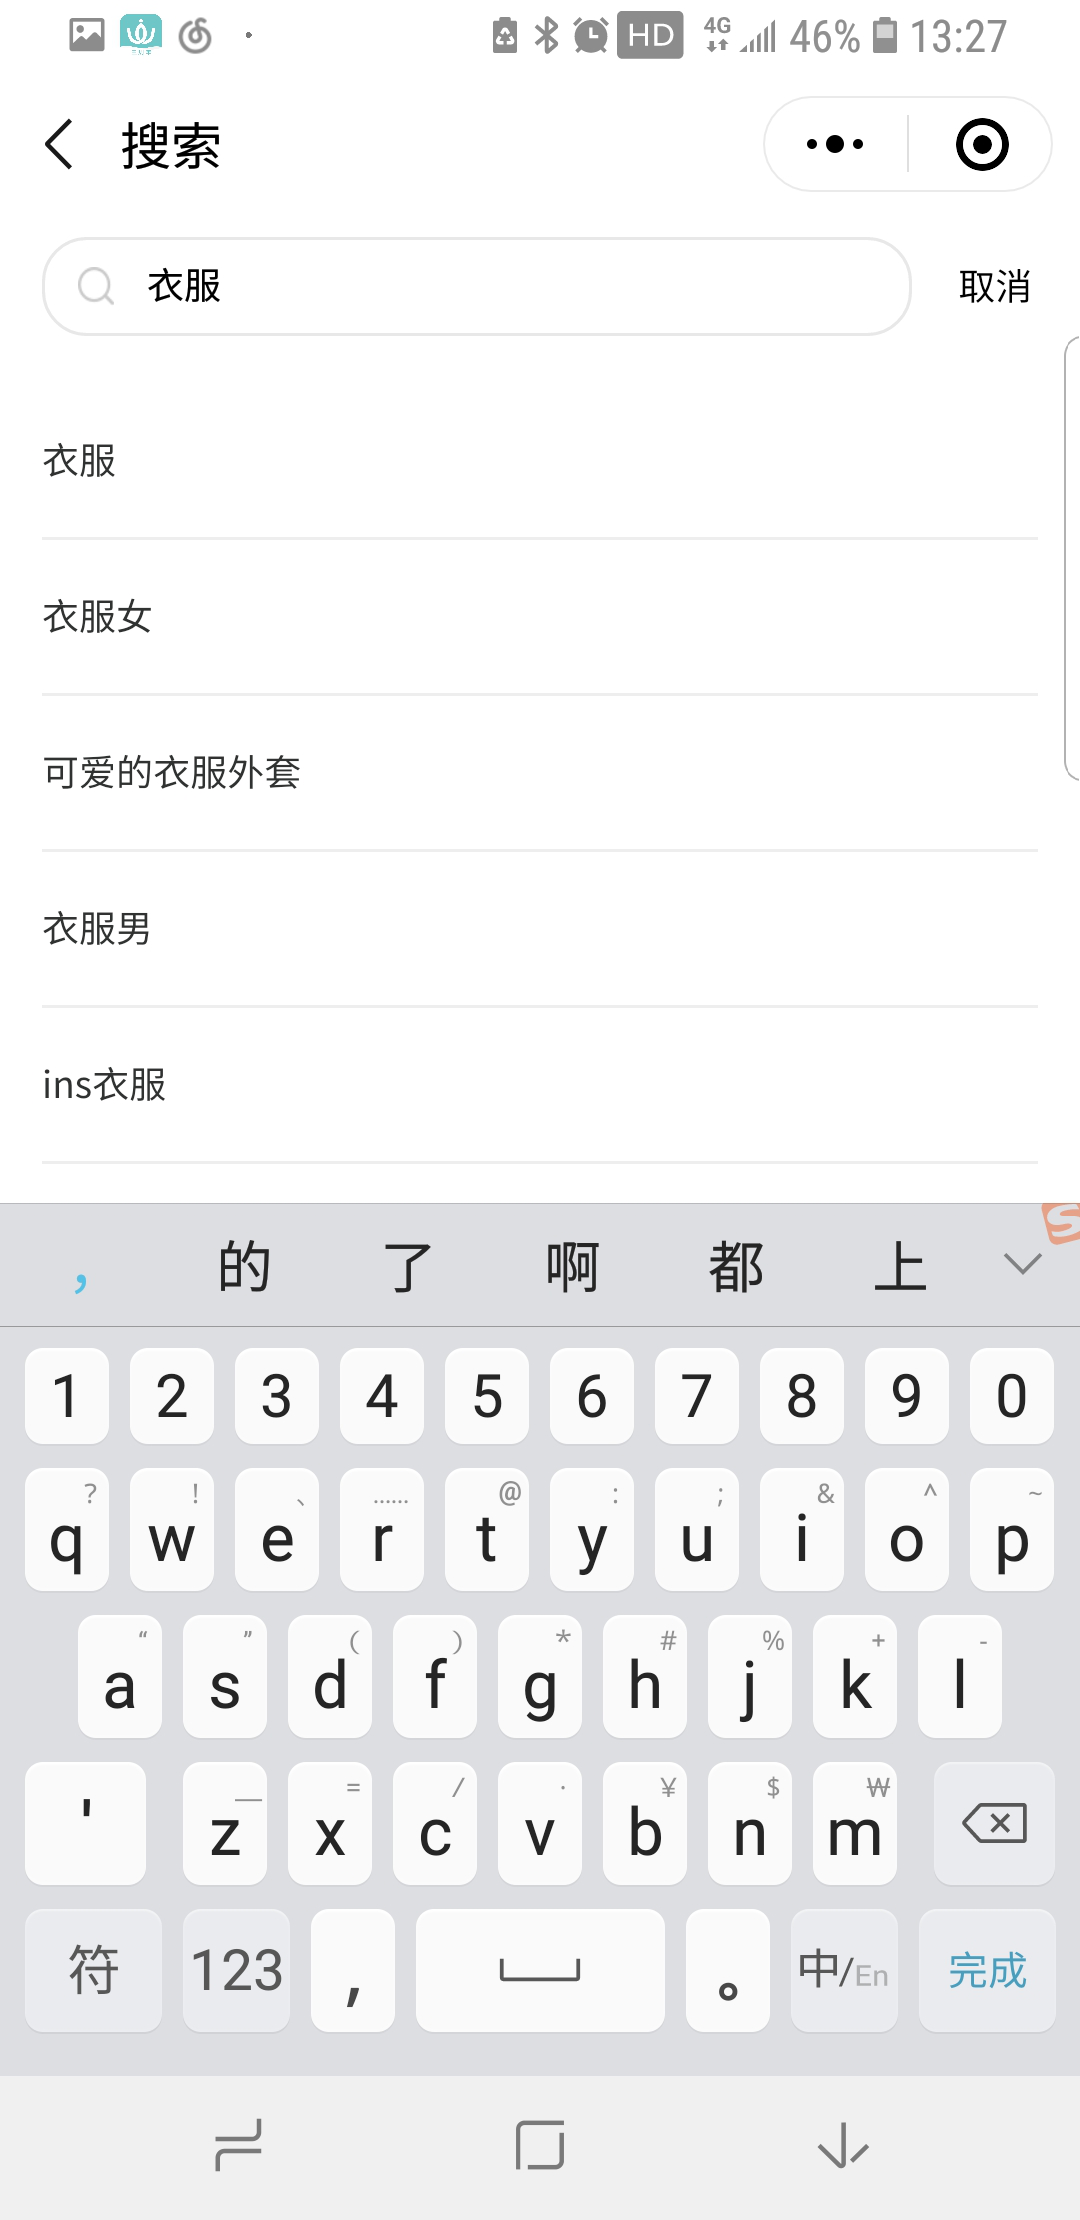 HD 4G 46% 13:27
搜索
衣服 取消
衣服
衣服女
可爱的衣服外套
衣服男
ins衣服
， 的 了 啊 都 上
1 2 3 4 5 6 7 8 9 0
? ! 、 …… @ : ; & ^ ~
q w e r t y u i o p
“ ” ( ) * # % + -
a s d f g h j k l
— = / · ¥ $ ₩
' z x c v b n m
符 123 , 。 中/En 完成